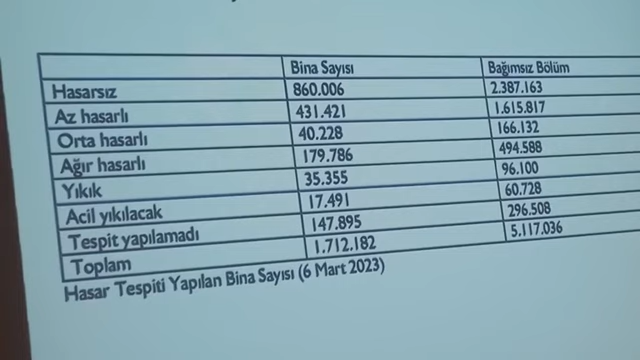 Bina Sayısı Bağımsız Bölüm
Hasarsız 860.006 2.387.163
Az hasarlı 431.421 1.615.817
Orta hasarlı 40.228 166.132
Ağır hasarlı 179.786 494.588
Yıkık 35.355 96.100
Acil yıkılacak 17.491 60.728
Tespit yapılamadı 147.895 296.508
Toplam 1.712.182 5.117.036
Hasar Tespiti Yapılan Bina Sayısı (6 Mart 2023)